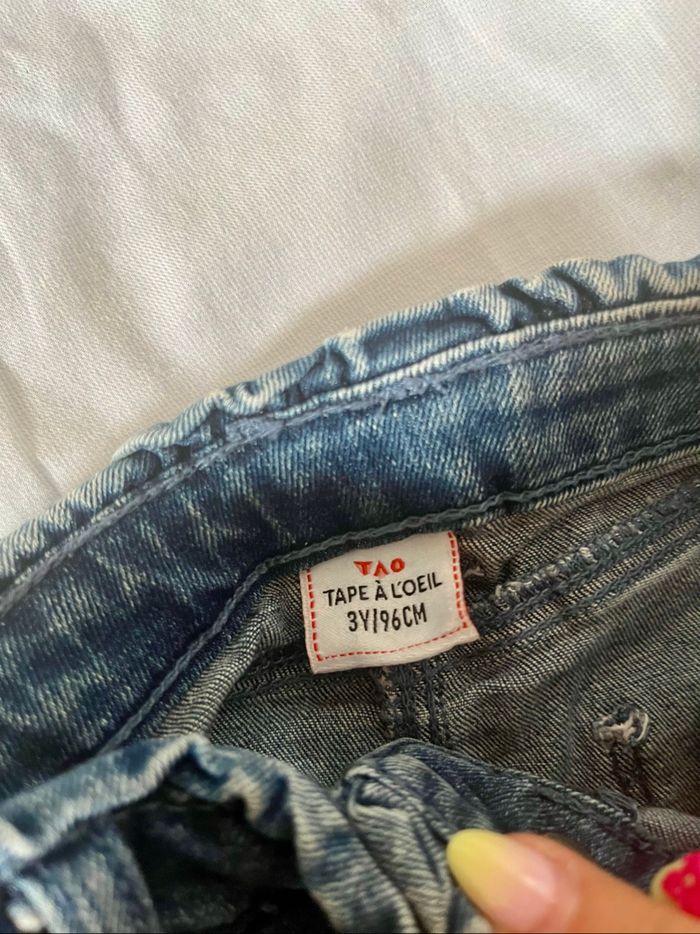 TAO
TAPE À L'OEIL
3Y/96CM